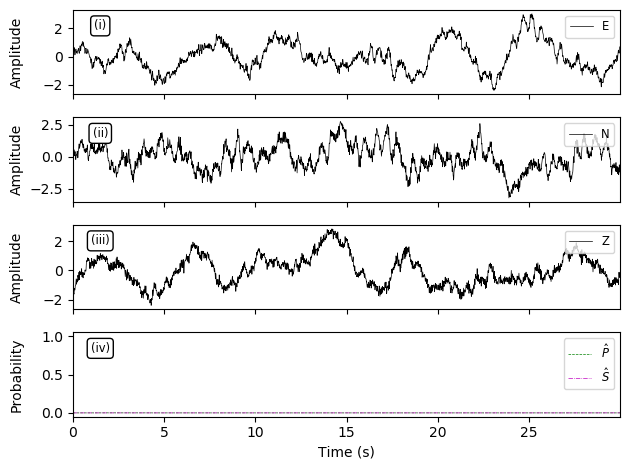 Amplitude
2
0
−2
(i)
E
Amplitude
2.5
0.0
−2.5
(ii)
N
Amplitude
2
0
−2
(iii)
Z
Probability
1.0
0.5
0.0
(iv)
P̂
Ŝ
0 5 10 15 20 25
Time (s)